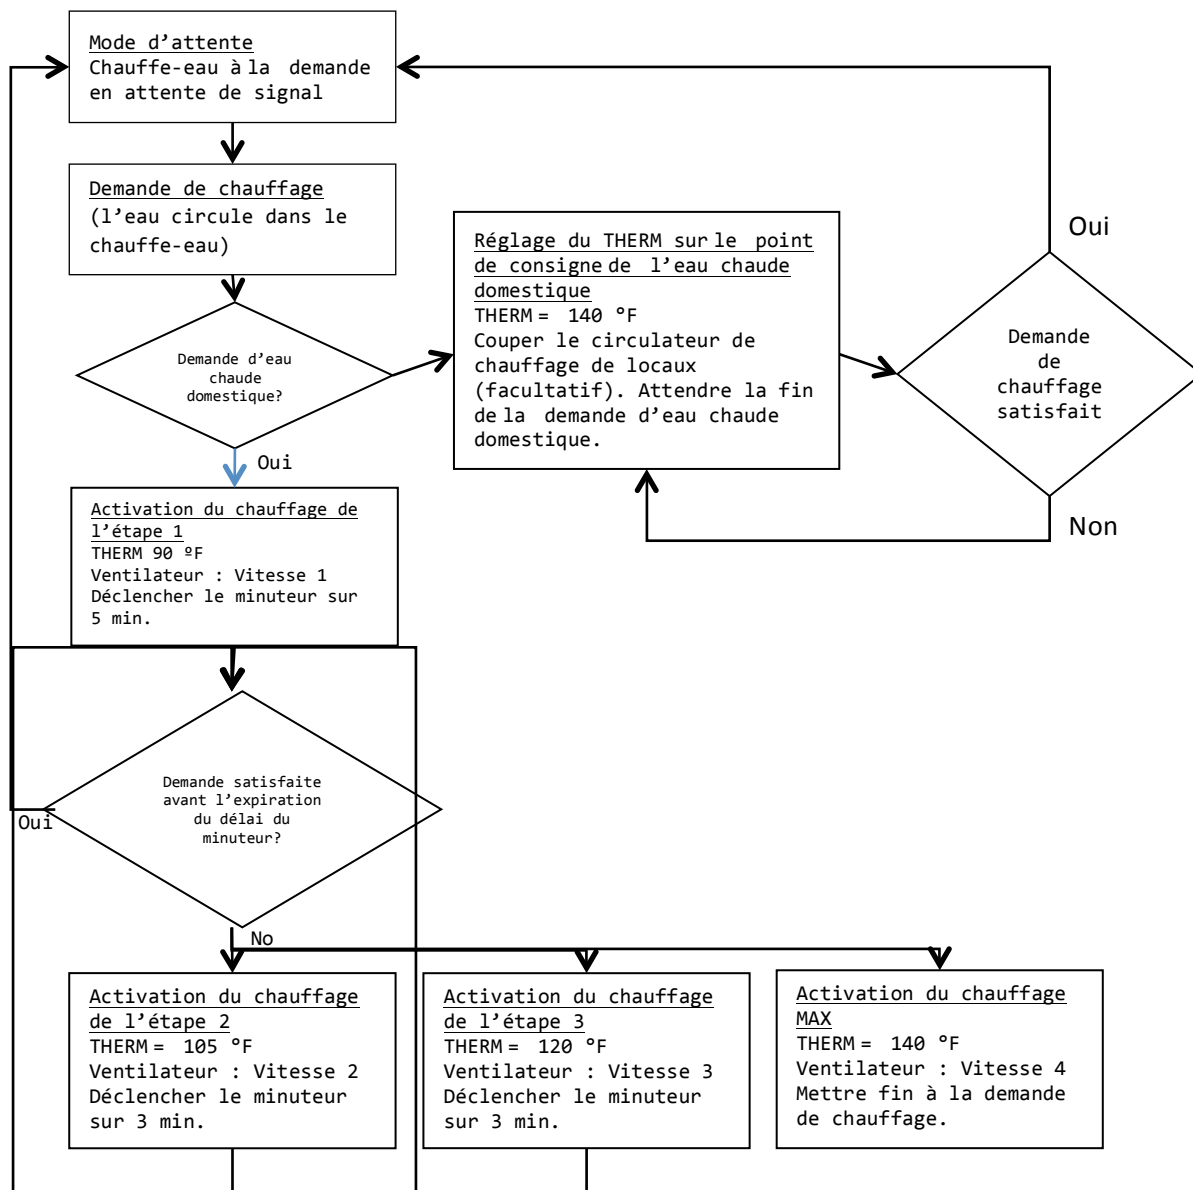 Mode d’attente
Chauffe-eau à la demande
en attente de signal
Demande de chauffage
(l’eau circule dans le
chauffe-eau)
Demande d'eau
chaude
domestique?
Oui
Réglage du THERM sur le point
de consigne de l’eau chaude
domestique
THERM = 140 °F
Couper le circulateur de
chauffage de locaux
(facultatif). Attendre la fin
de la demande d’eau chaude
domestique.
Oui
Demande
de
chauffage
satisfait
Non
Activation du chauffage de
l’étape 1
THERM 90 ºF
Ventilateur : Vitesse 1
Déclencher le minuteur sur
5 min.
Demande satisfaite
avant l’expiration
du délai du
minuteur?
Oui
No
Activation du chauffage
de l’étape 2
THERM = 105 °F
Ventilateur : Vitesse 2
Déclencher le minuteur
sur 3 min.
Activation du chauffage
de l’étape 3
THERM = 120 °F
Ventilateur : Vitesse 3
Déclencher le minuteur
sur 3 min.
Activation du chauffage
MAX
THERM = 140 °F
Ventilateur : Vitesse 4
Mettre fin à la demande
de chauffage.